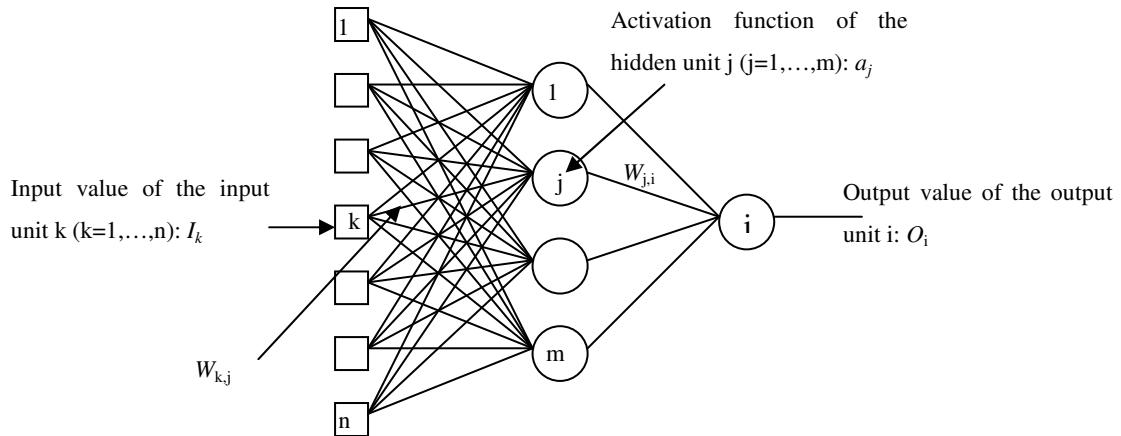 Activation function of the
hidden unit j (j=1,…,m): aj
Input value of the input
unit k (k=1,…,n): Ik
1
k
n
Wk,j
1
j
m
Wj,i
i
Output value of the output
unit i: Oi